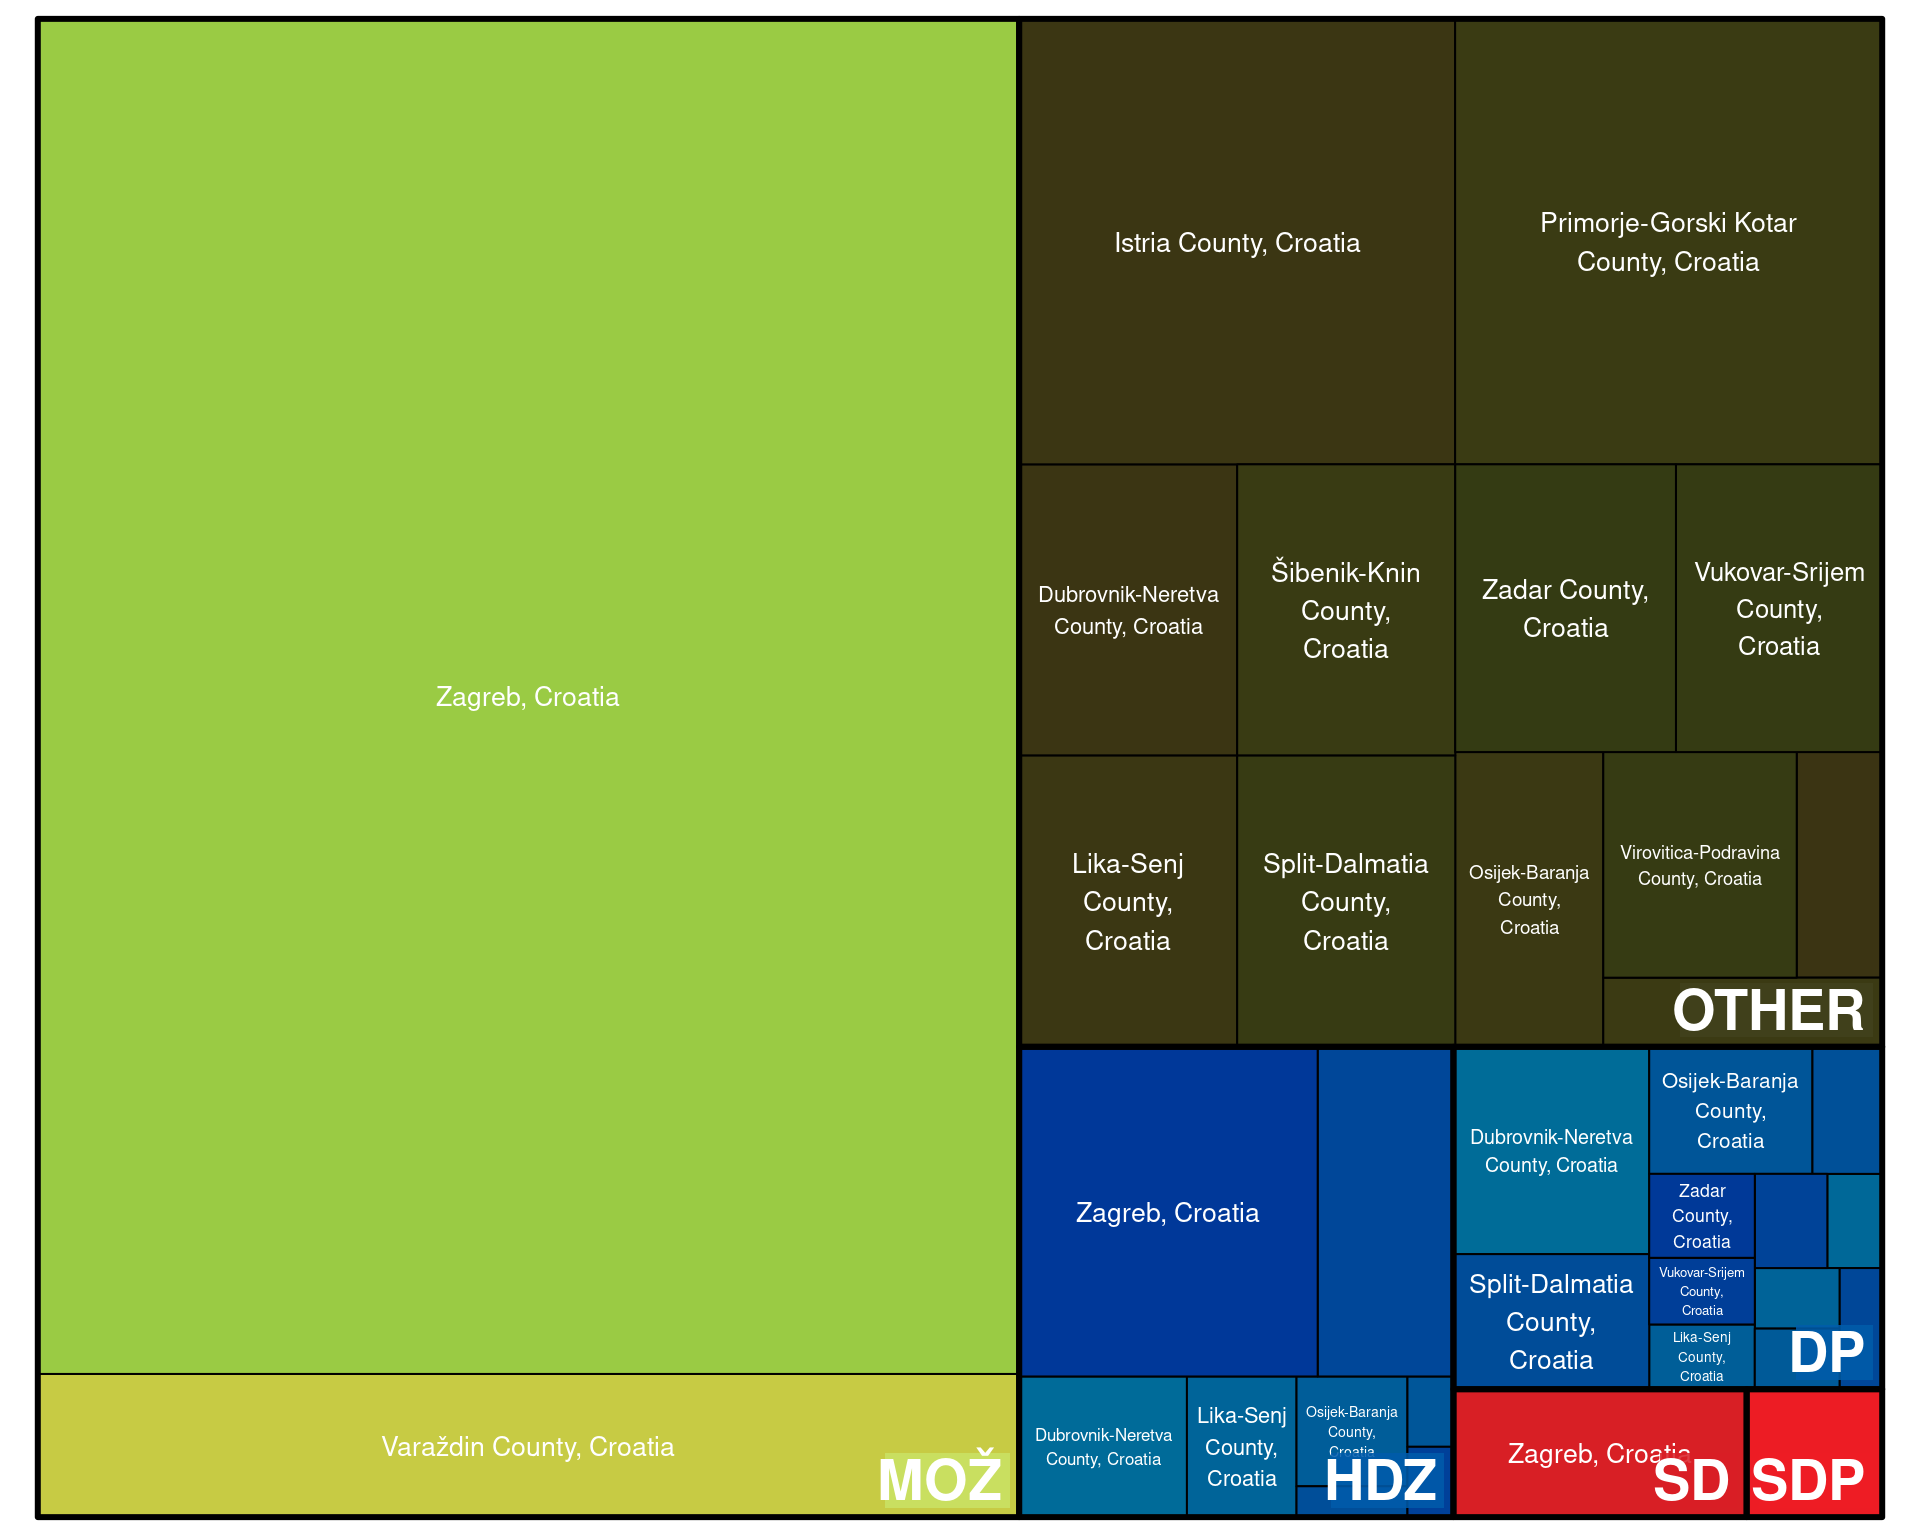 Zagreb, Croatia
Varaždin County, Croatia
MOŽ
Istria County, Croatia
Primorje-Gorski Kotar
County, Croatia
Dubrovnik-Neretva
County, Croatia
Šibenik-Knin
County,
Croatia
Zadar County,
Croatia
Vukovar-Srijem
County,
Croatia
Lika-Senj
County,
Croatia
Split-Dalmatia
County,
Croatia
Osijek-Baranja
County,
Croatia
Virovitica-Podravina
County, Croatia
OTHER
Zagreb, Croatia
Dubrovnik-Neretva
County, Croatia
Lika-Senj
County,
Croatia
Osijek-Baranja
County,
Croatia
HDZ
Dubrovnik-Neretva
County, Croatia
Split-Dalmatia
County,
Croatia
Osijek-Baranja
County,
Croatia
Zadar
County,
Croatia
Vukovar-Srijem
County,
Croatia
Lika-Senj
County,
Croatia
DP
Zagreb, Croatia
SD
SDP